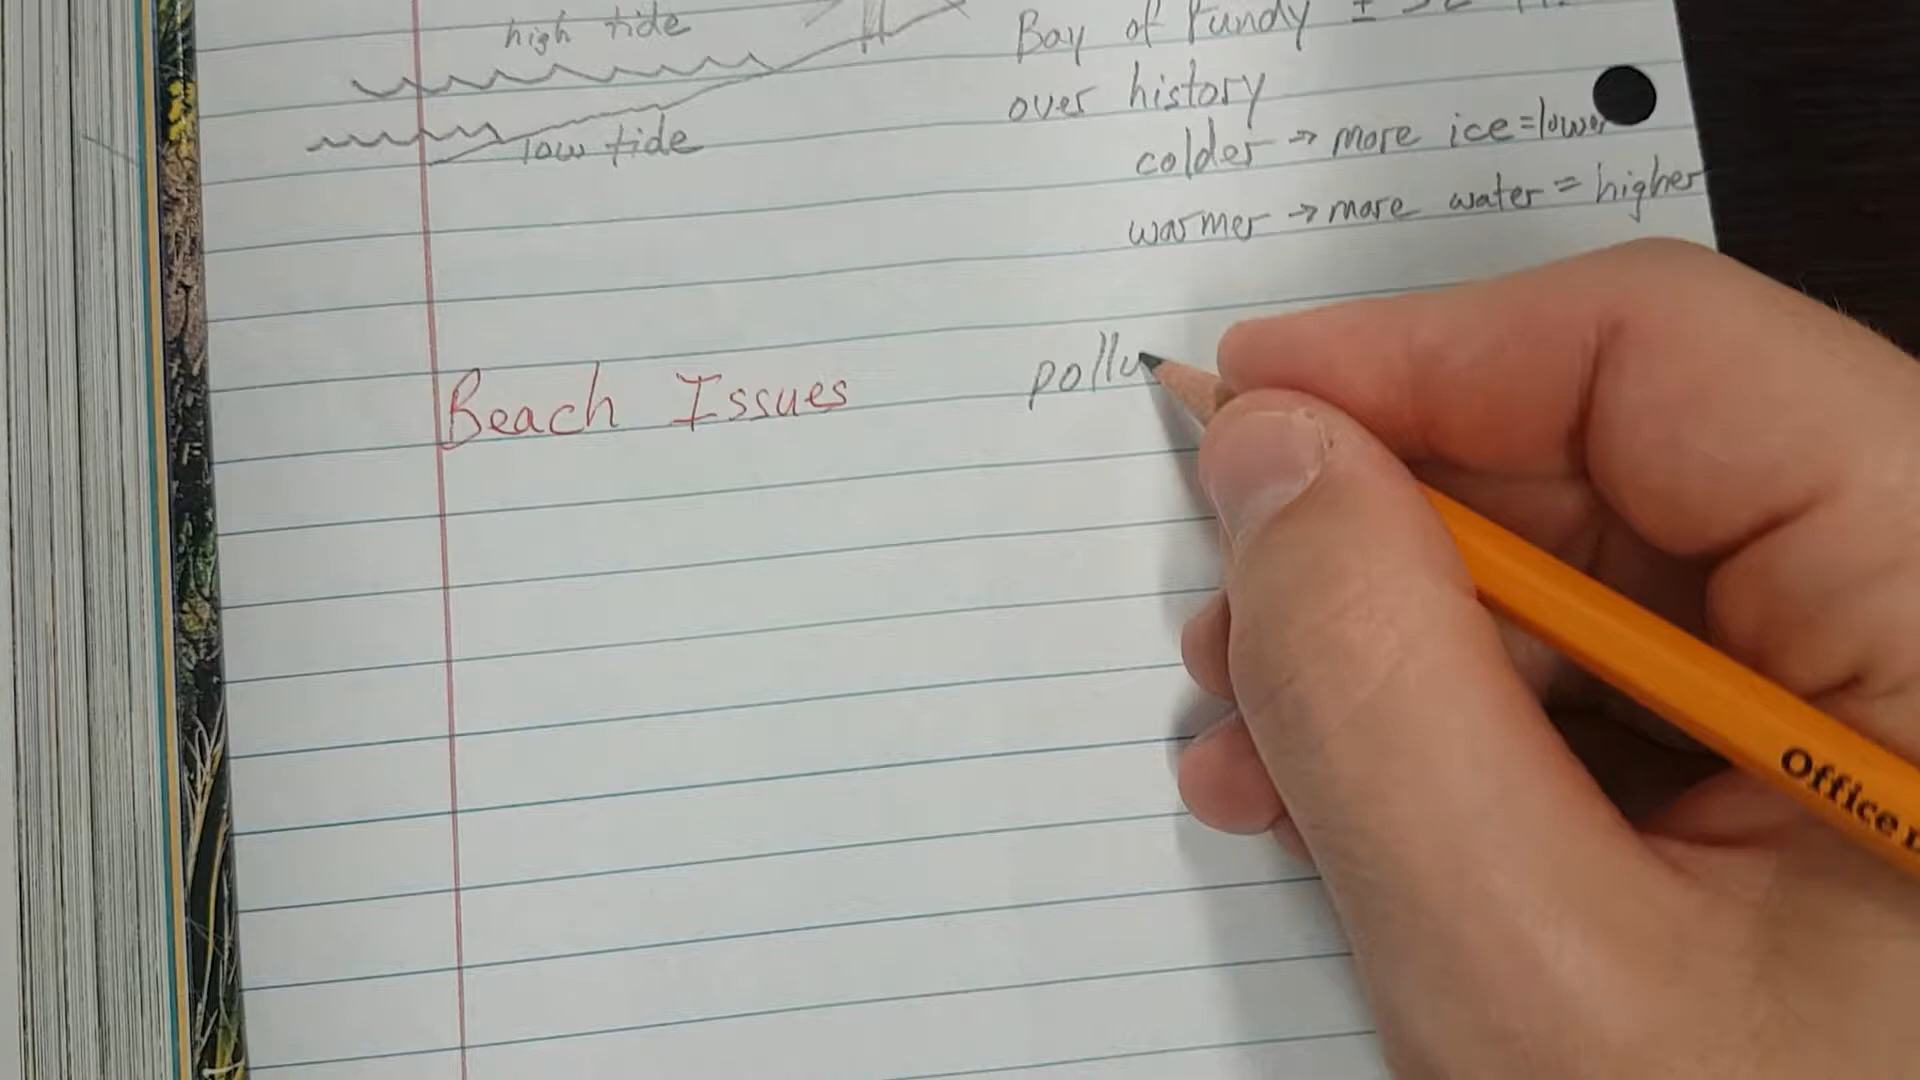 high tide
low tide
Bay of Fundy ±
over history
colder → more ice = lower
warmer → more water = higher
Beach Issues
pollu
Office